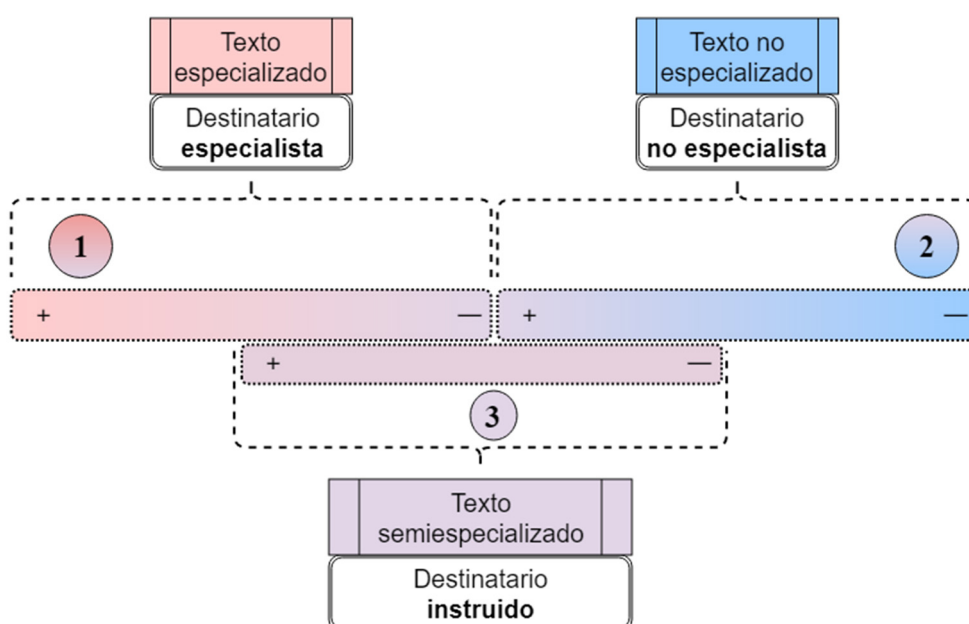 Texto
especializado
Destinatario
especialista
Texto no
especializado
Destinatario
no especialista
1
2
+ —
+ —
+ —
3
Texto
semiespecializado
Destinatario
instruido